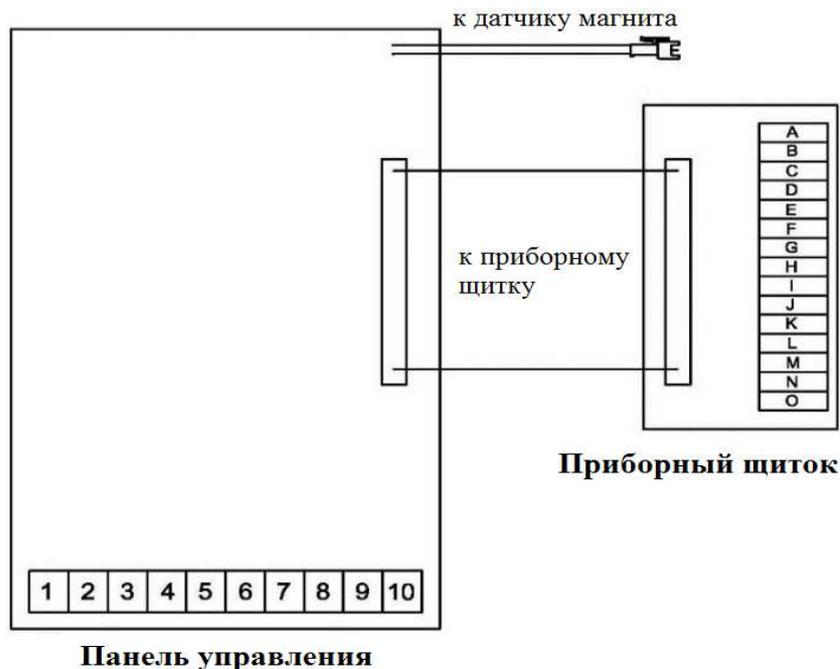 к датчику магнита
A
B
C
D
E
F
G
H
I
J
K
L
M
N
O
к приборному
щитку
Приборный щиток
1 2 3 4 5 6 7 8 9 10
Панель управления